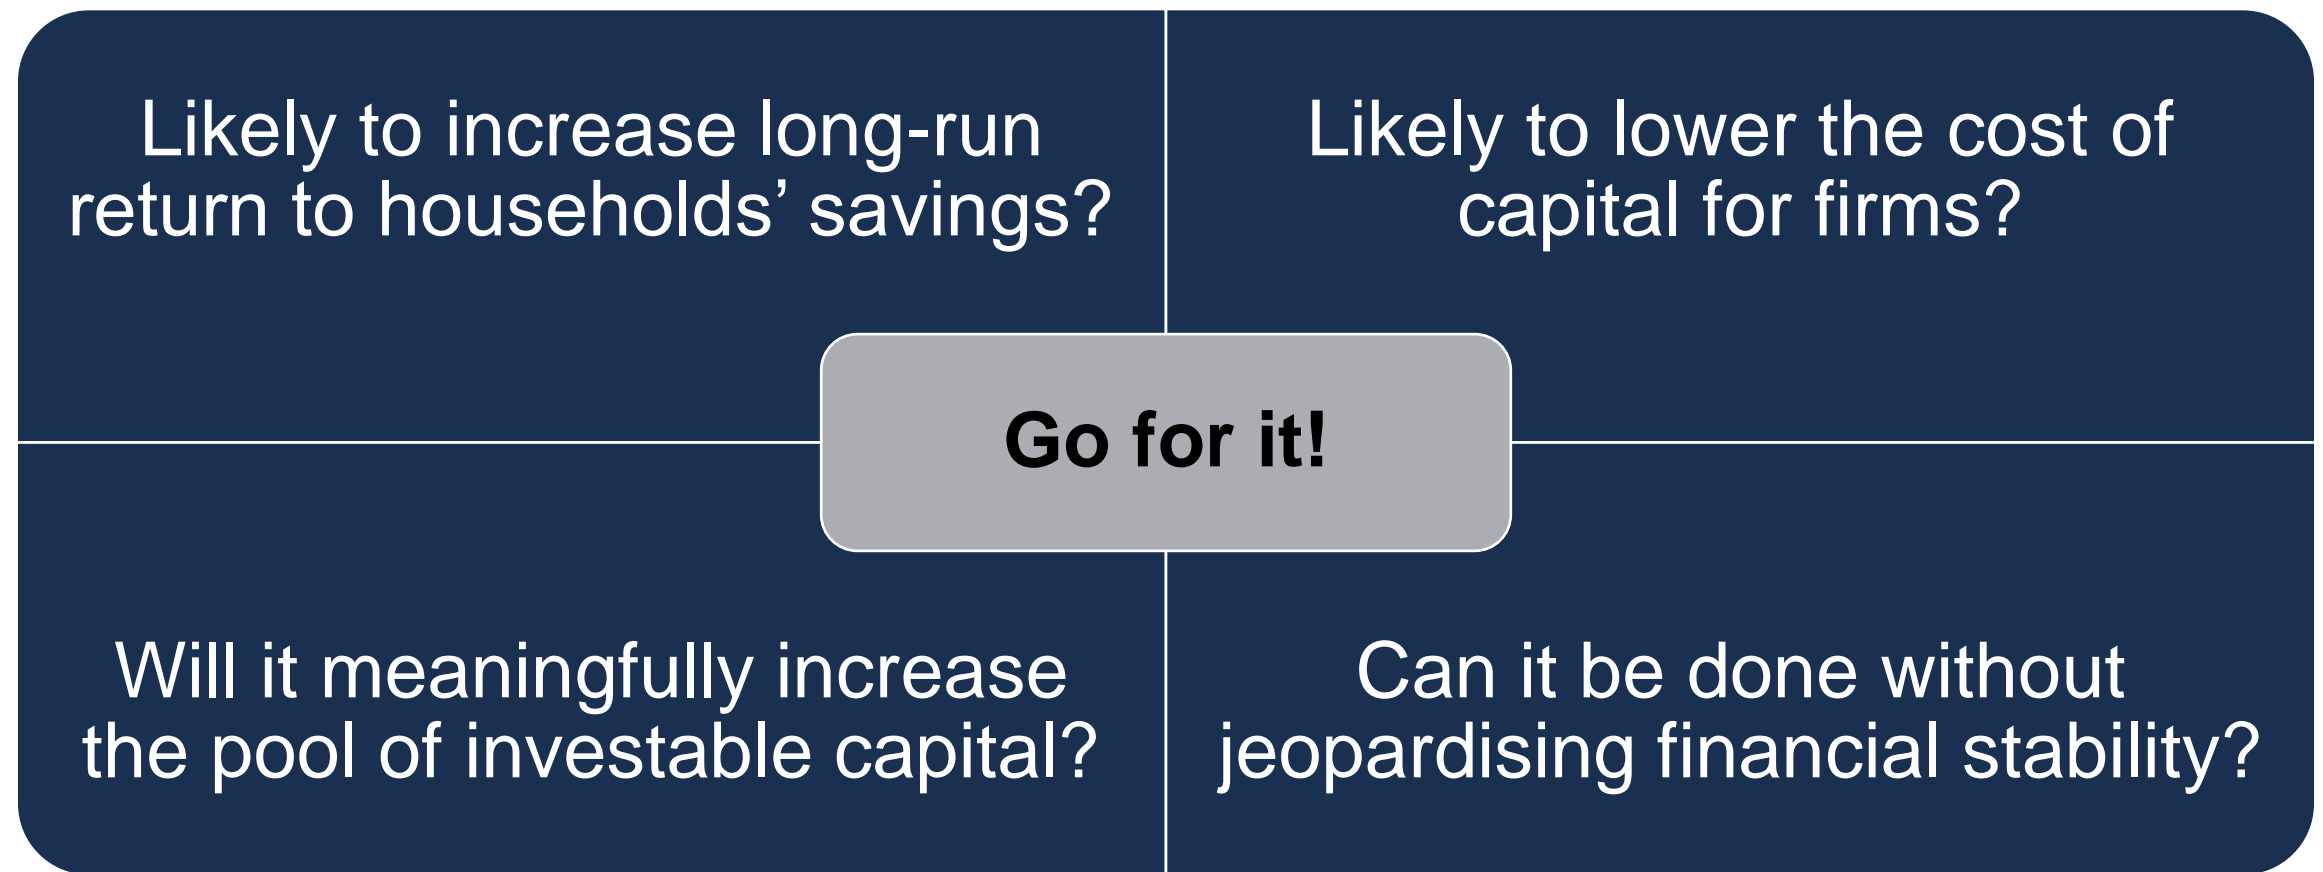 Likely to increase long-run
return to households’ savings?
Likely to lower the cost of
capital for firms?
Go for it!
Will it meaningfully increase
the pool of investable capital?
Can it be done without
jeopardising financial stability?